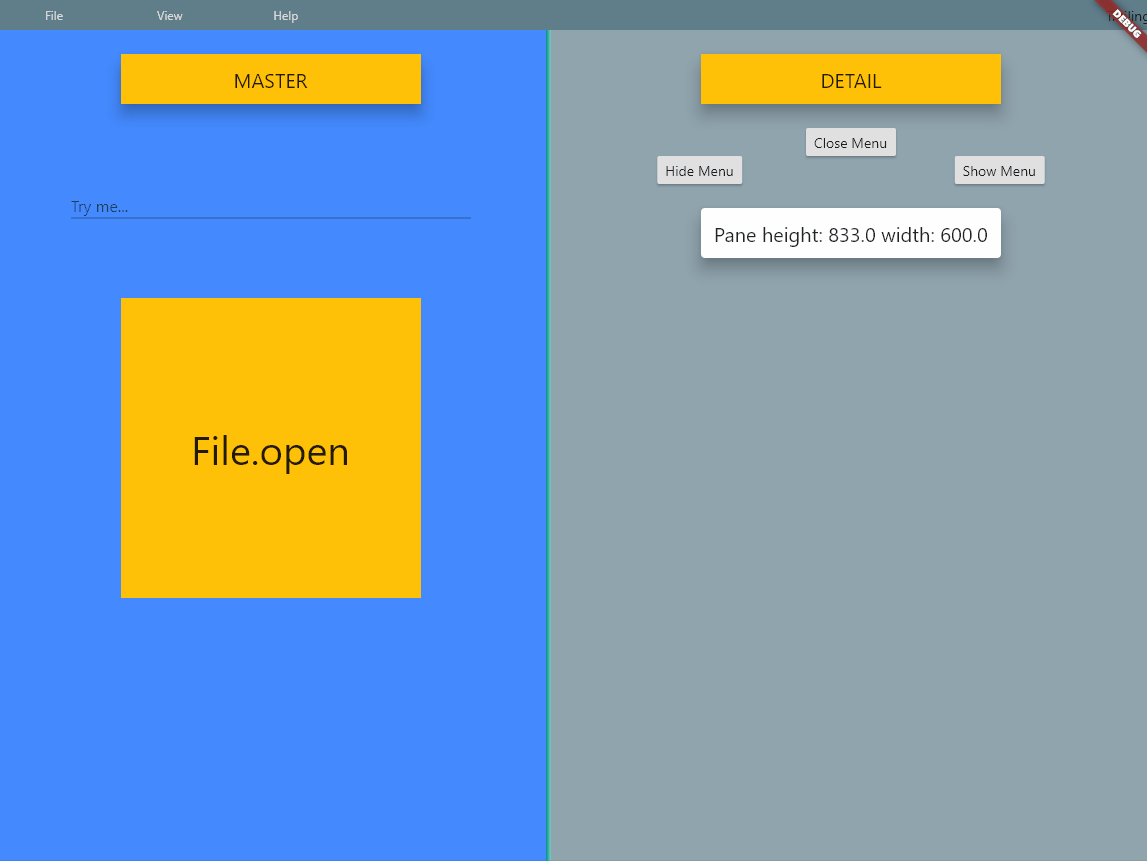 File View Help
DEBUG
MASTER
DETAIL
Close Menu
Hide Menu Show Menu
Try me...
Pane height: 833.0 width: 600.0
File.open